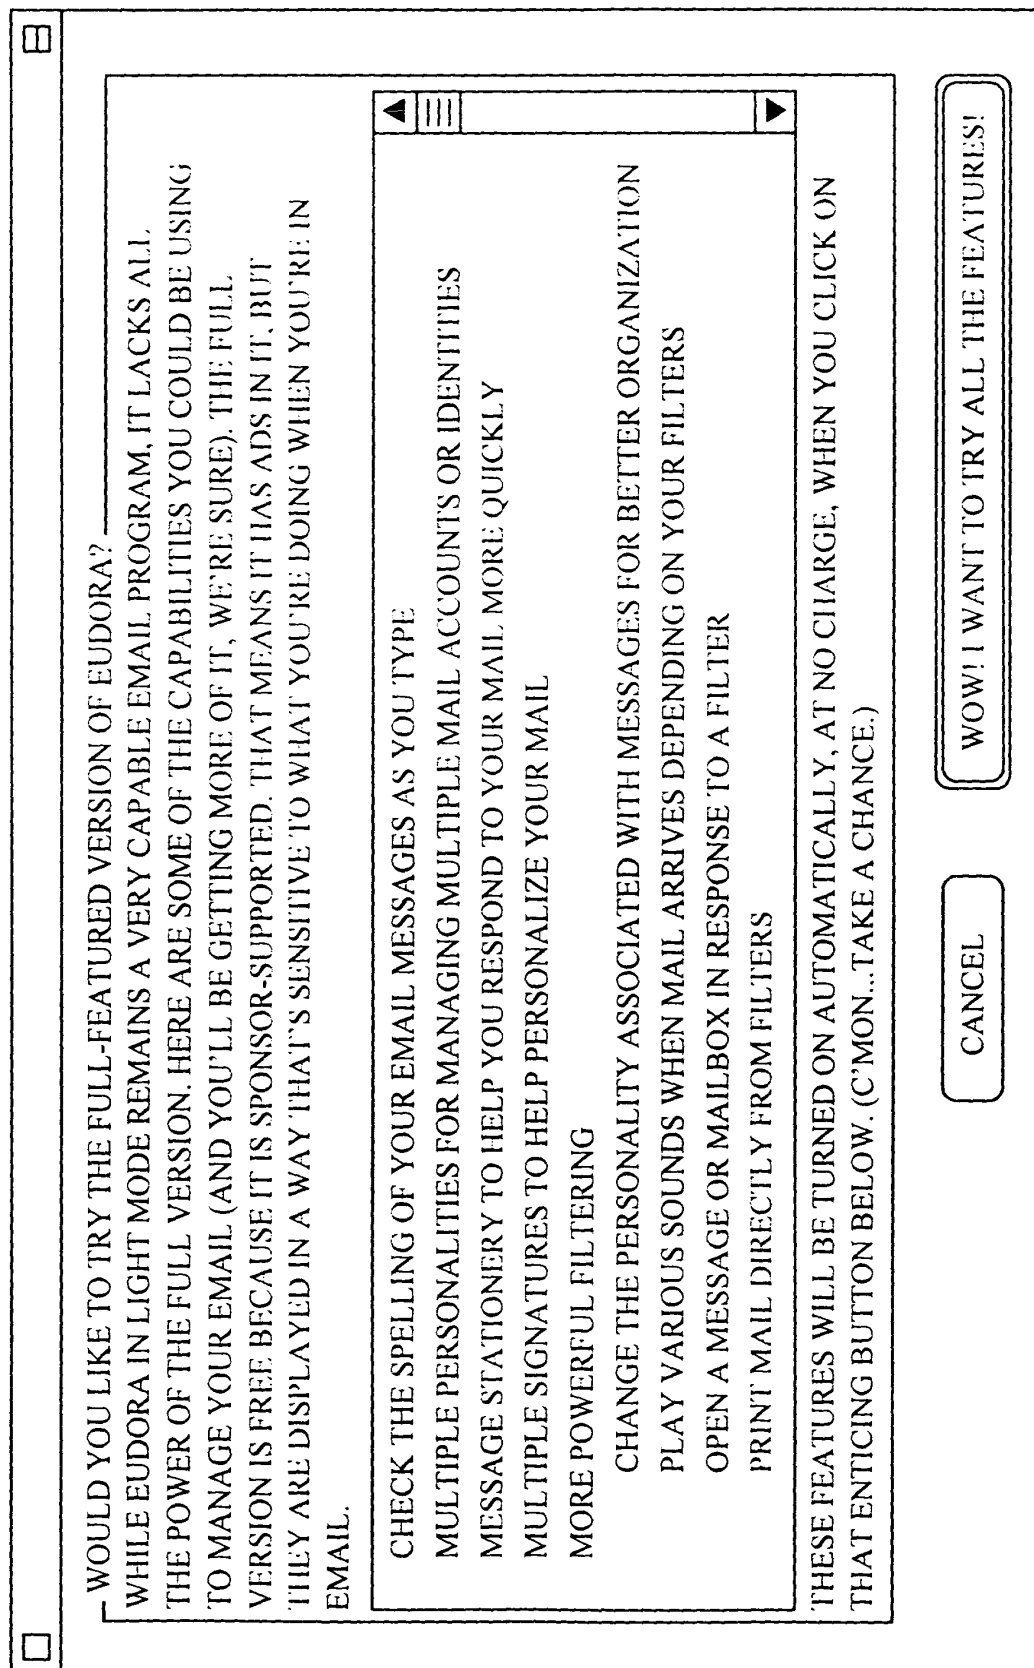 WOULD YOU LIKE TO TRY THE FULL-FEATURED VERSION OF EUDORA?
WHILE EUDORA IN LIGHT MODE REMAINS A VERY CAPABLE EMAIL PROGRAM, IT LACKS ALL
THE POWER OF THE FULL VERSION. HERE ARE SOME OF THE CAPABILITIES YOU COULD BE USING
TO MANAGE YOUR EMAIL (AND YOU'LL BE GETTING MORE OF IT, WE'RE SURE). THE FULL
VERSION IS FREE BECAUSE IT IS SPONSOR-SUPPORTED. THAT MEANS IT HAS ADS IN IT, BUT
THEY ARE DISPLAYED IN A WAY THAT'S SENSITIVE TO WHAT YOU'RE DOING WHEN YOU'RE IN
EMAIL.
CHECK THE SPELLING OF YOUR EMAIL MESSAGES AS YOU TYPE
MULTIPLE PERSONALITIES FOR MANAGING MULTIPLE MAIL ACCOUNTS OR IDENTITIES
MESSAGE STATIONERY TO HELP YOU RESPOND TO YOUR MAIL MORE QUICKLY
MULTIPLE SIGNATURES TO HELP PERSONALIZE YOUR MAIL
MORE POWERFUL FILTERING
CHANGE THE PERSONALITY ASSOCIATED WITH MESSAGES FOR BETTER ORGANIZATION
PLAY VARIOUS SOUNDS WHEN MAIL ARRIVES DEPENDING ON YOUR FILTERS
OPEN A MESSAGE OR MAILBOX IN RESPONSE TO A FILTER
PRINT MAIL DIRECTLY FROM FILTERS
THESE FEATURES WILL BE TURNED ON AUTOMATICALLY, AT NO CHARGE, WHEN YOU CLICK ON
THAT ENTICING BUTTON BELOW. (C'MON...TAKE A CHANCE.)
CANCEL
WOW! I WANT TO TRY ALL THE FEATURES!